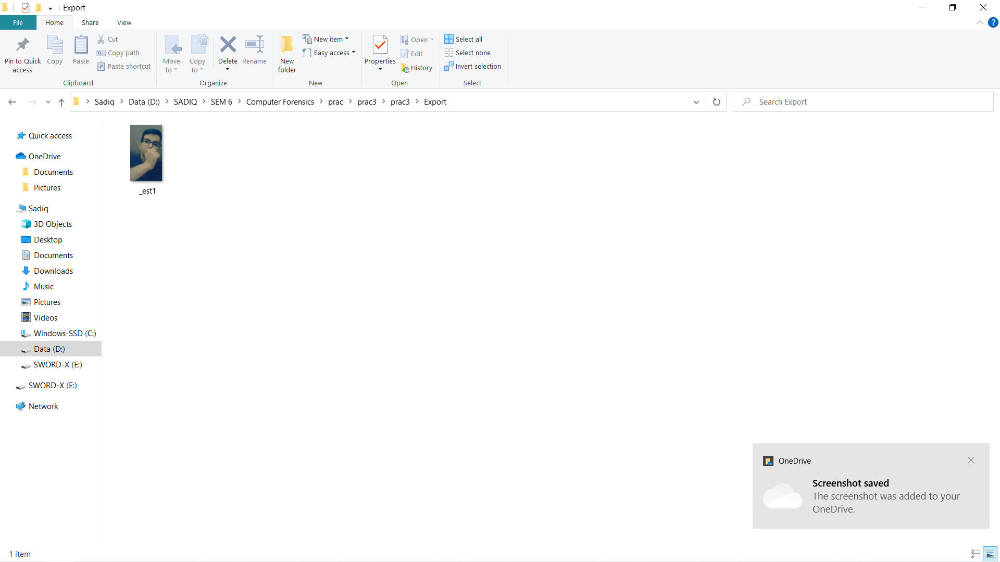 Export
File Home Share View
Pin to Quick access
Copy
Paste
Cut
Copy path
Paste shortcut
Clipboard
Move to
Copy to
Delete
Rename
Organize
New folder
New item
Easy access
New
Properties
Open
Edit
History
Open
Select all
Select none
Invert selection
Select
Sadiq > Data (D:) > SADIQ > SEM 6 > Computer Forensics > prac > prac3 > prac3 > Export
Search Export
Quick access
OneDrive
Documents
Pictures
Sadiq
3D Objects
Desktop
Documents
Downloads
Music
Pictures
Videos
Windows-SSD (C:)
Data (D:)
SWORD-X (E:)
SWORD-X (E:)
Network
_est1
OneDrive
Screenshot saved
The screenshot was added to your
OneDrive.
1 item